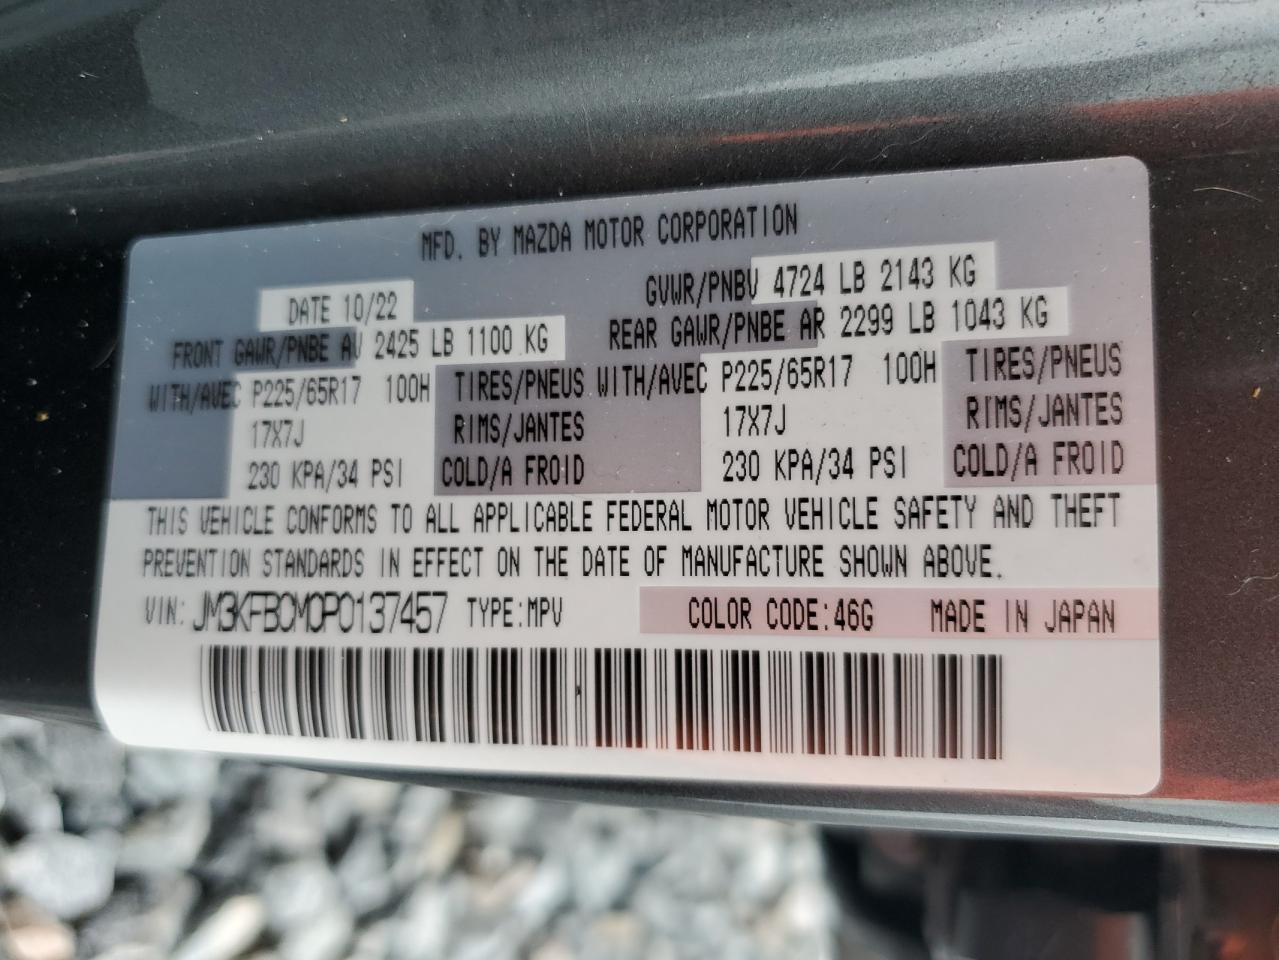 MFD. BY MAZDA MOTOR CORPORATION
DATE 10/22 GVWR/PNBV 4724 LB 2143 KG
FRONT GAWR/PNBE AV 2425 LB 1100 KG REAR GAWR/PNBE AR 2299 LB 1043 KG
WITH/AVEC P225/65R17 100H TIRES/PNEUS WITH/AVEC P225/65R17 100H TIRES/PNEUS
17X7J RIMS/JANTES 17X7J RIMS/JANTES
230 KPA/34 PSI COLD/A FROID 230 KPA/34 PSI COLD/A FROID
THIS VEHICLE CONFORMS TO ALL APPLICABLE FEDERAL MOTOR VEHICLE SAFETY AND THEFT
PREVENTION STANDARDS IN EFFECT ON THE DATE OF MANUFACTURE SHOWN ABOVE.
VIN: JM3KFBCM0P0137457 TYPE:MPV COLOR CODE:46G MADE IN JAPAN